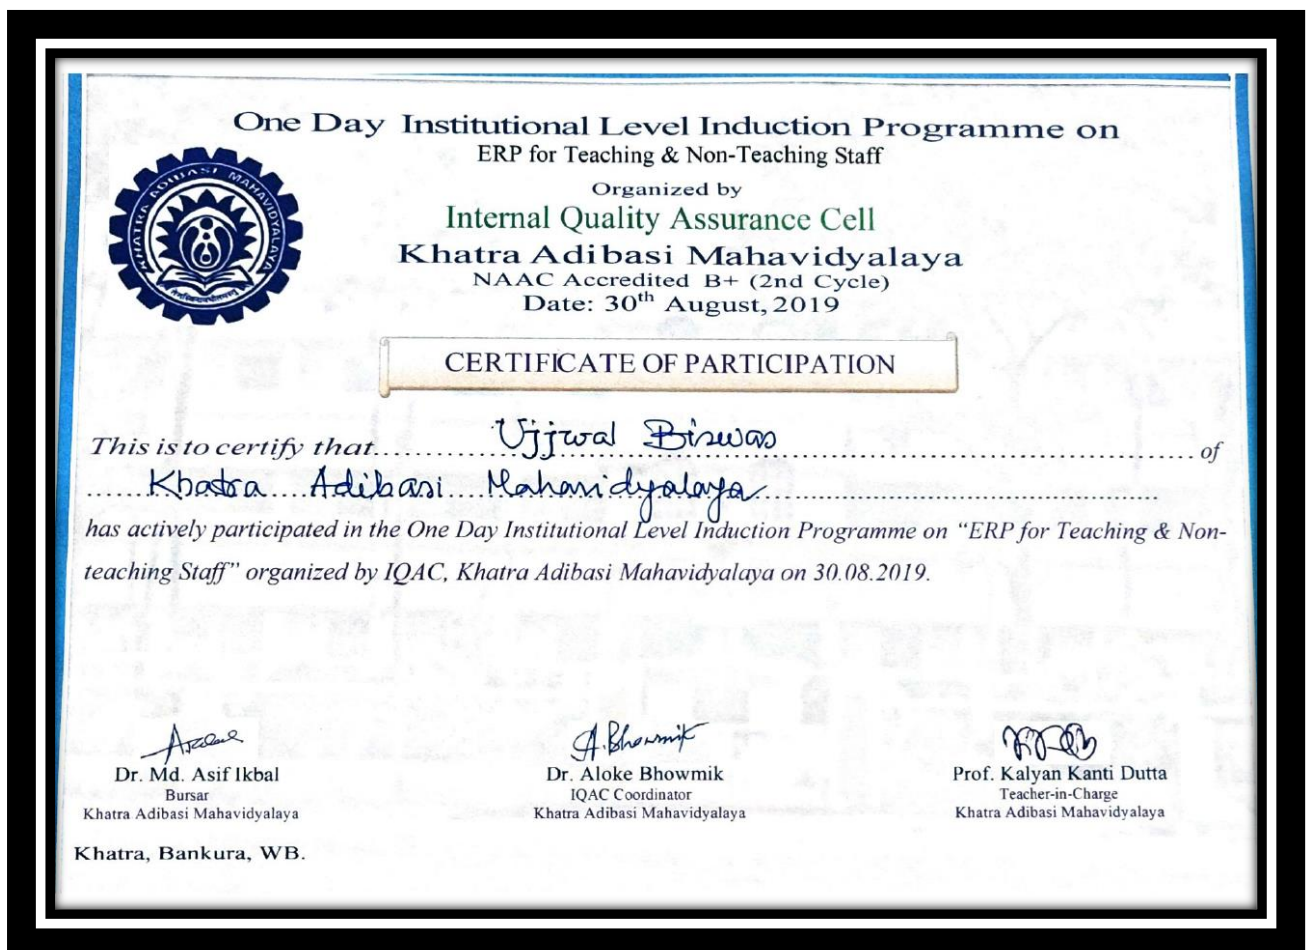 One Day Institutional Level Induction Programme on
ERP for Teaching & Non-Teaching Staff
Organized by
Internal Quality Assurance Cell
Khatra Adibasi Mahavidyalaya
NAAC Accredited B+ (2nd Cycle)
Date: 30th August, 2019
KHATRA ADIBASI MAHAVIDYALAYA
CERTIFICATE OF PARTICIPATION
This is to certify that Ujjwal Biswas of
Khatra Adibasi Mahavidyalaya
has actively participated in the One Day Institutional Level Induction Programme on “ERP for Teaching & Non-
teaching Staff” organized by IQAC, Khatra Adibasi Mahavidyalaya on 30.08.2019.
A. Bhowmik
Dr. Md. Asif Ikbal Dr. Aloke Bhowmik Prof. Kalyan Kanti Dutta
Bursar IQAC Coordinator Teacher-in-Charge
Khatra Adibasi Mahavidyalaya Khatra Adibasi Mahavidyalaya Khatra Adibasi Mahavidyalaya
Khatra, Bankura, WB.